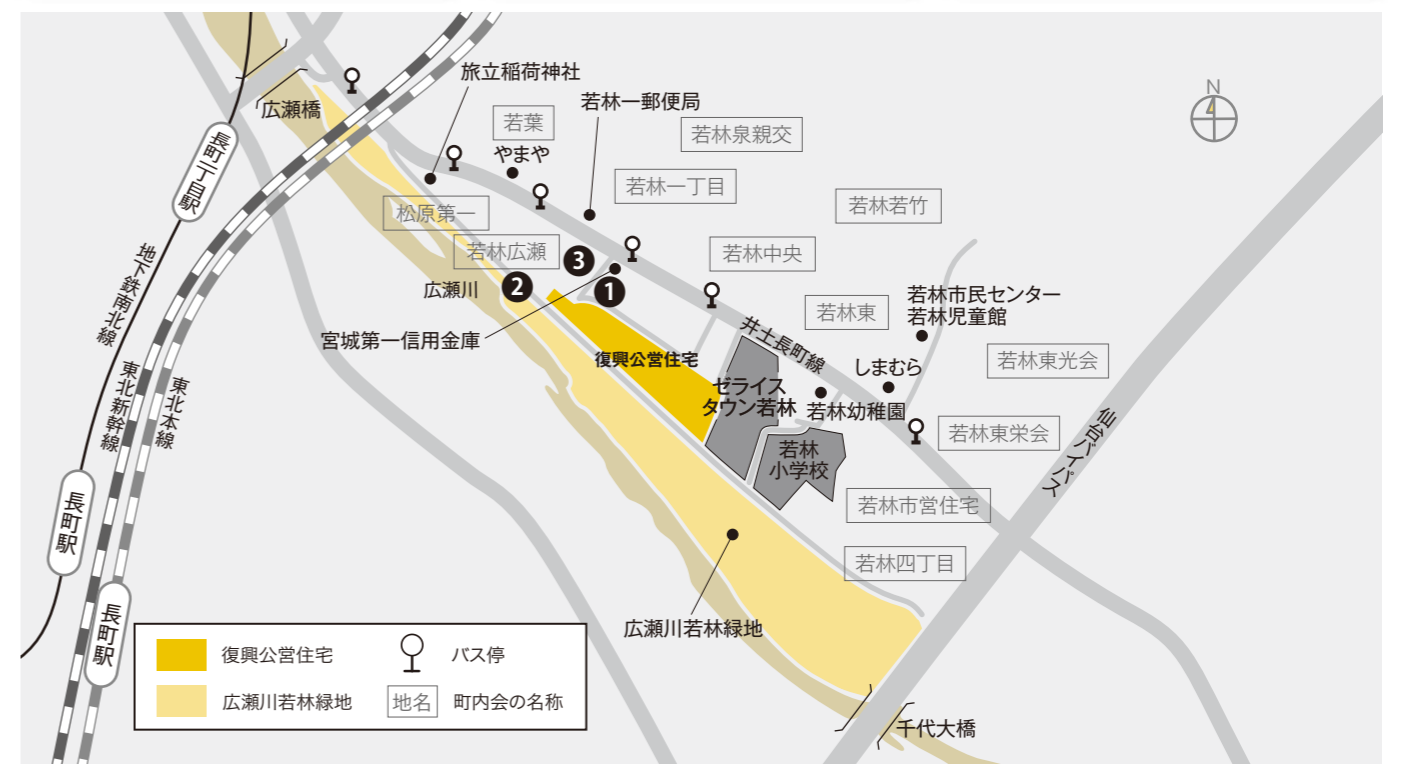 N
旅立稲荷神社
若林一郵便局
広瀬橋
若葉
やまや
若林泉親交
若林一丁目
若林若竹
長町一丁目駅
松原第一
若林広瀬
若林中央
3
2
1
広瀬川
地下鉄南北線
若林市民センター
若林児童館
若林東
井土長町線
宮城第一信用金庫
復興公営住宅
しまむら
若林東光会
ゼライス
タウン若林
若林幼稚園
東北新幹線
東北本線
若林東栄会
仙台バイパス
若林
小学校
長町駅
若林市営住宅
若林四丁目
長町駅
広瀬川若林緑地
復興公営住宅
バス停
広瀬川若林緑地
地名
町内会の名称
千代大橋